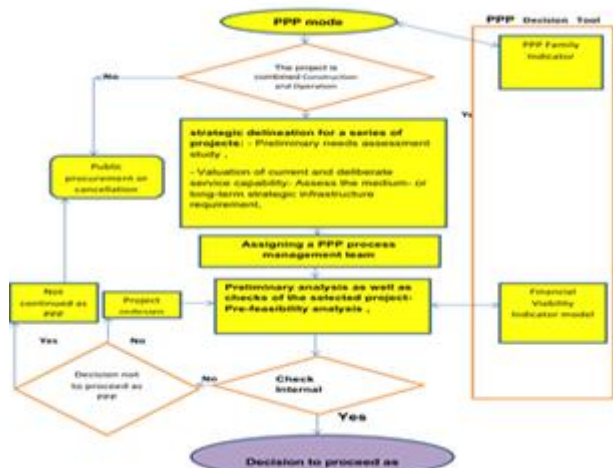 PPP mode
PPP Decision Tool
PPP Family
Indicator
The project is
combined Construction
and Operation
No
strategic delineation for a series of
projects: - Preliminary needs assessment
study ,
- Valuation of current and deliberate
service capability- Assess the medium- or
long-term strategic infrastructure
requirement,
Public
procurement or
cancellation
Assigning a PPP process
management team
Preliminary analysis as well as
checks of the selected project-
Pre-feasibility analysis ,
Not
continued as
PPP
Project
redesign
Financial
Viability
Indicator model
Yes
No
Decision not
to proceed as
PPP
No
Check
Internal
Yes
Decision to proceed as